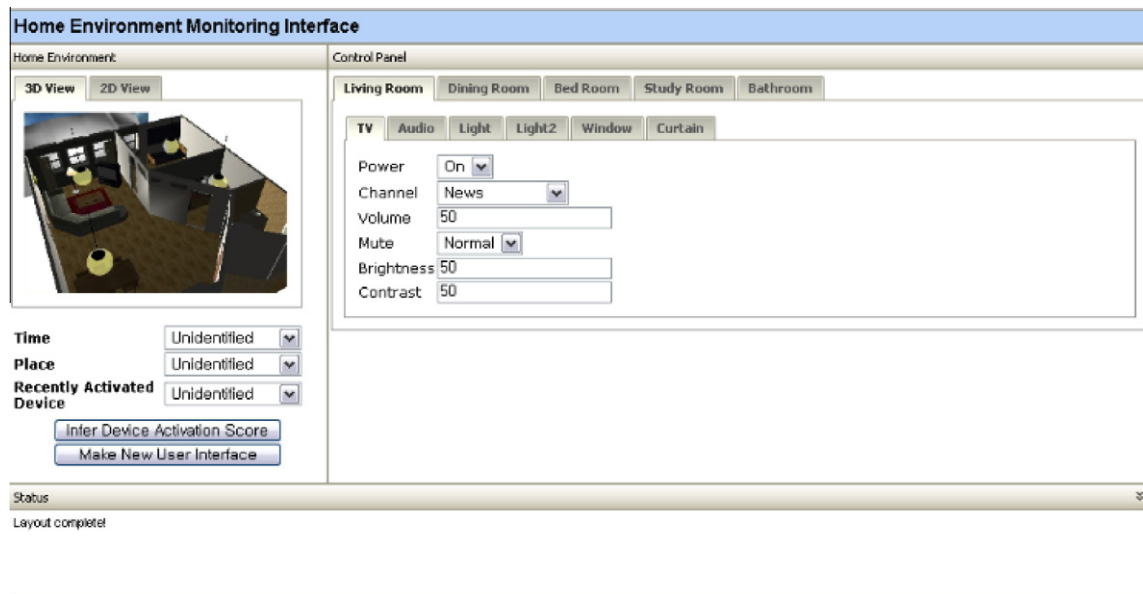 Home Environment Monitoring Interface
Home Environment
Control Panel
3D View 2D View
Living Room Dining Room Bed Room Study Room Bathroom
TV Audio Light Light2 Window Curtain
Power On
Channel News
Volume 50
Mute Normal
Brightness 50
Contrast 50
Time Unidentified
Place Unidentified
Recently Activated
Device Unidentified
Infer Device Activation Score
Make New User Interface
Status
Layout complete!